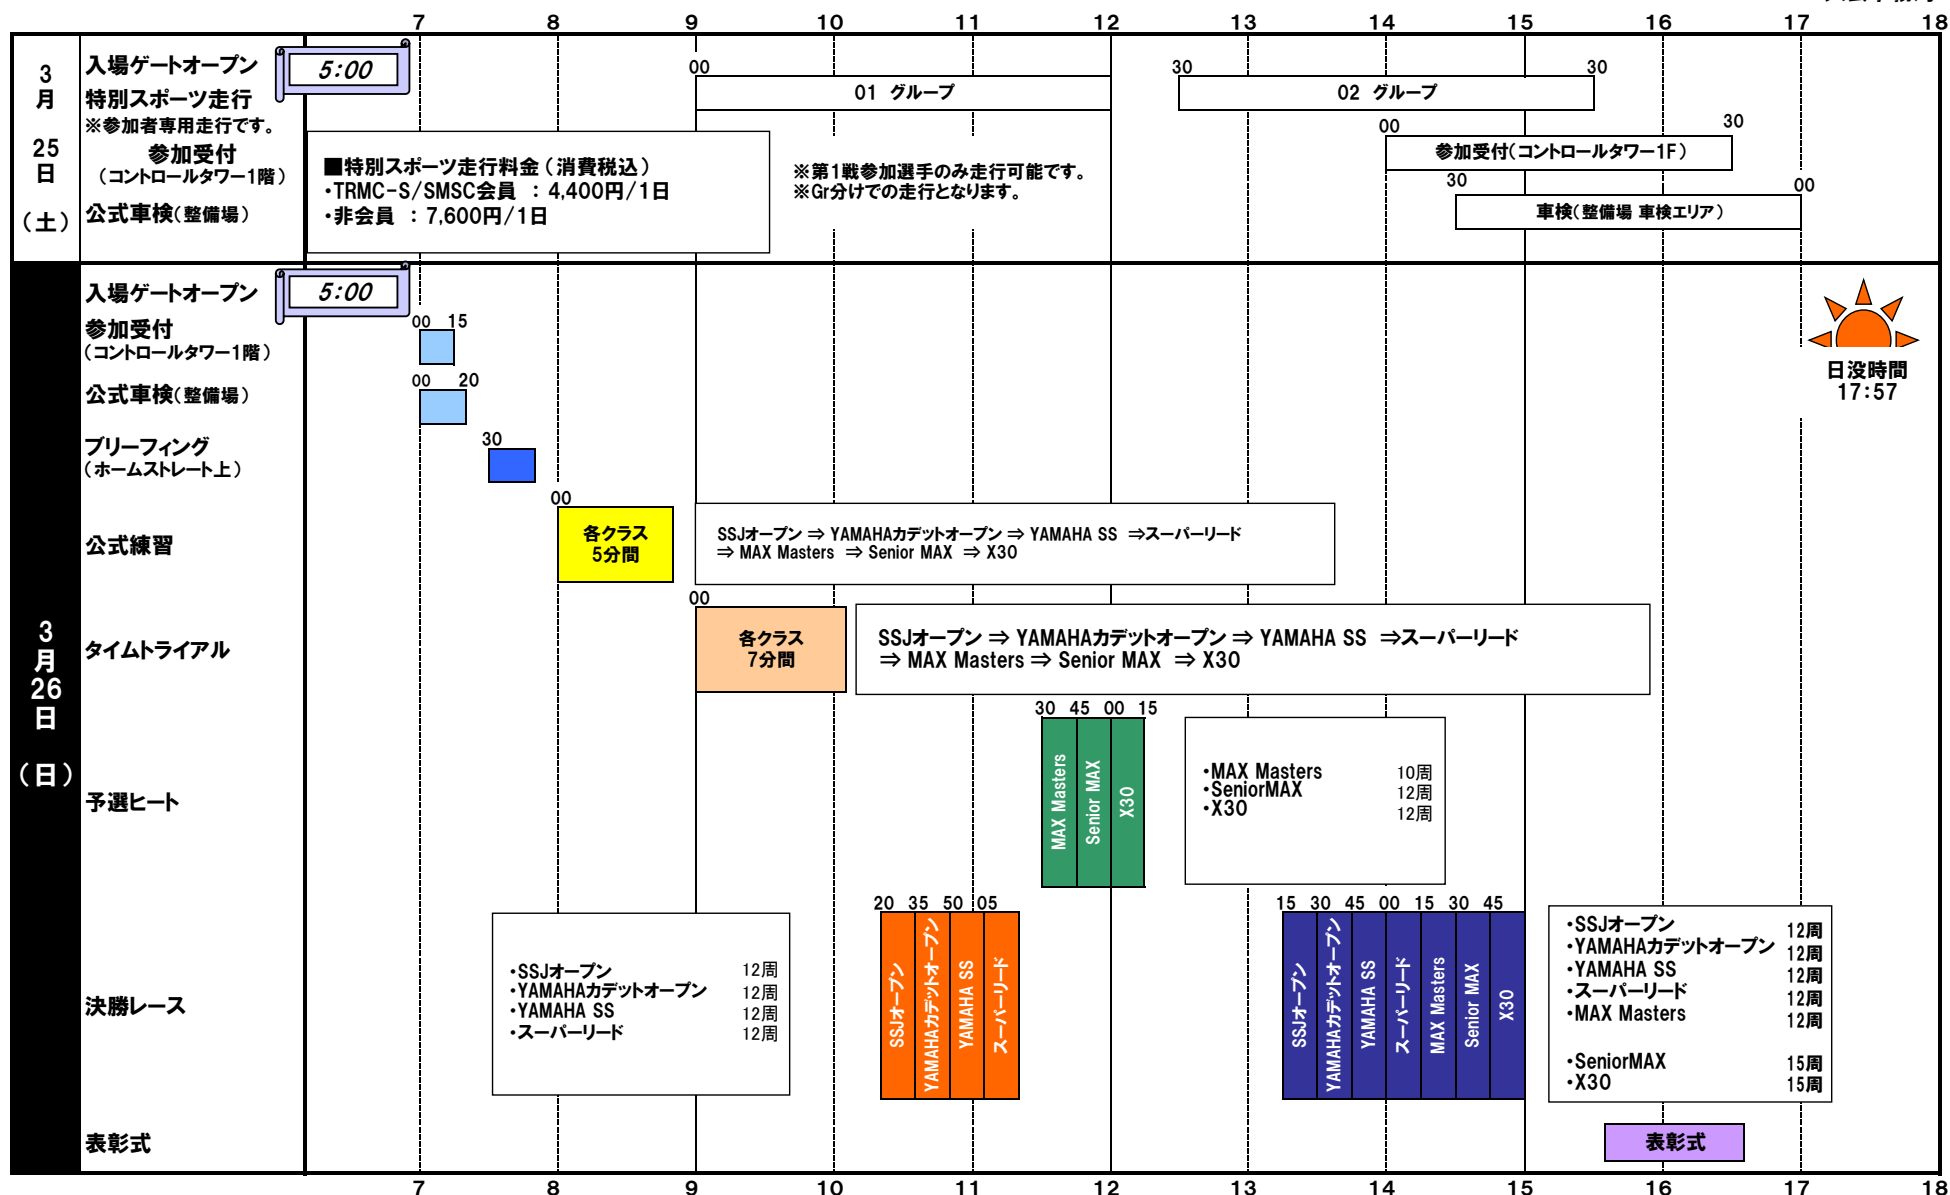 7 8 9 10 11 12 13 14 15 16 17 18
3
月
25
日
(土)
入場ゲートオープン
5:00
特別スポーツ走行
※参加者専用走行です。
00
01 グループ
30
30
02 グループ
参加受付
(コントロールタワー1階)
00
30
参加受付(コントロールタワー1F)
■特別スポーツ走行料金(消費税込)
・TRMC-S/SMSC会員 : 4,400円/1日
・非会員 : 7,600円/1日
※第1戦参加選手のみ走行可能です。
※Gr分けでの走行となります。
公式車検(整備場)
30
00
車検(整備場 車検エリア)
3
月
26
日
(日)
入場ゲートオープン
5:00
参加受付
(コントロールタワー1階)
00 15
日没時間
17:57
公式車検(整備場)
00 20
ブリーフィング
(ホームストレート上)
30
公式練習
00
各クラス
5分間
SSJオープン ⇒ YAMAHAカデットオープン ⇒ YAMAHA SS ⇒スーパーリード
⇒ MAX Masters ⇒ Senior MAX ⇒ X30
タイムトライアル
00
各クラス
7分間
SSJオープン ⇒ YAMAHAカデットオープン ⇒ YAMAHA SS ⇒スーパーリード
⇒ MAX Masters ⇒ Senior MAX ⇒ X30
予選ヒート
30 45 00 15
MAX Masters
Senior MAX
X30
・MAX Masters 10周
・SeniorMAX 12周
・X30 12周
決勝レース
・SSJオープン 12周
・YAMAHAカデットオープン 12周
・YAMAHA SS 12周
・スーパーリード 12周
20 35 50 05
SSJオープン
YAMAHAカデットオープン
YAMAHA SS
スーパーリード
15 30 45 00 15 30 45
SSJオープン
YAMAHAカデットオープン
YAMAHA SS
スーパーリード
MAX Masters
Senior MAX
X30
・SSJオープン 12周
・YAMAHAカデットオープン 12周
・YAMAHA SS 12周
・スーパーリード 12周
・MAX Masters 12周
・SeniorMAX 15周
・X30 15周
表彰式
表彰式
7 8 9 10 11 12 13 14 15 16 17 18